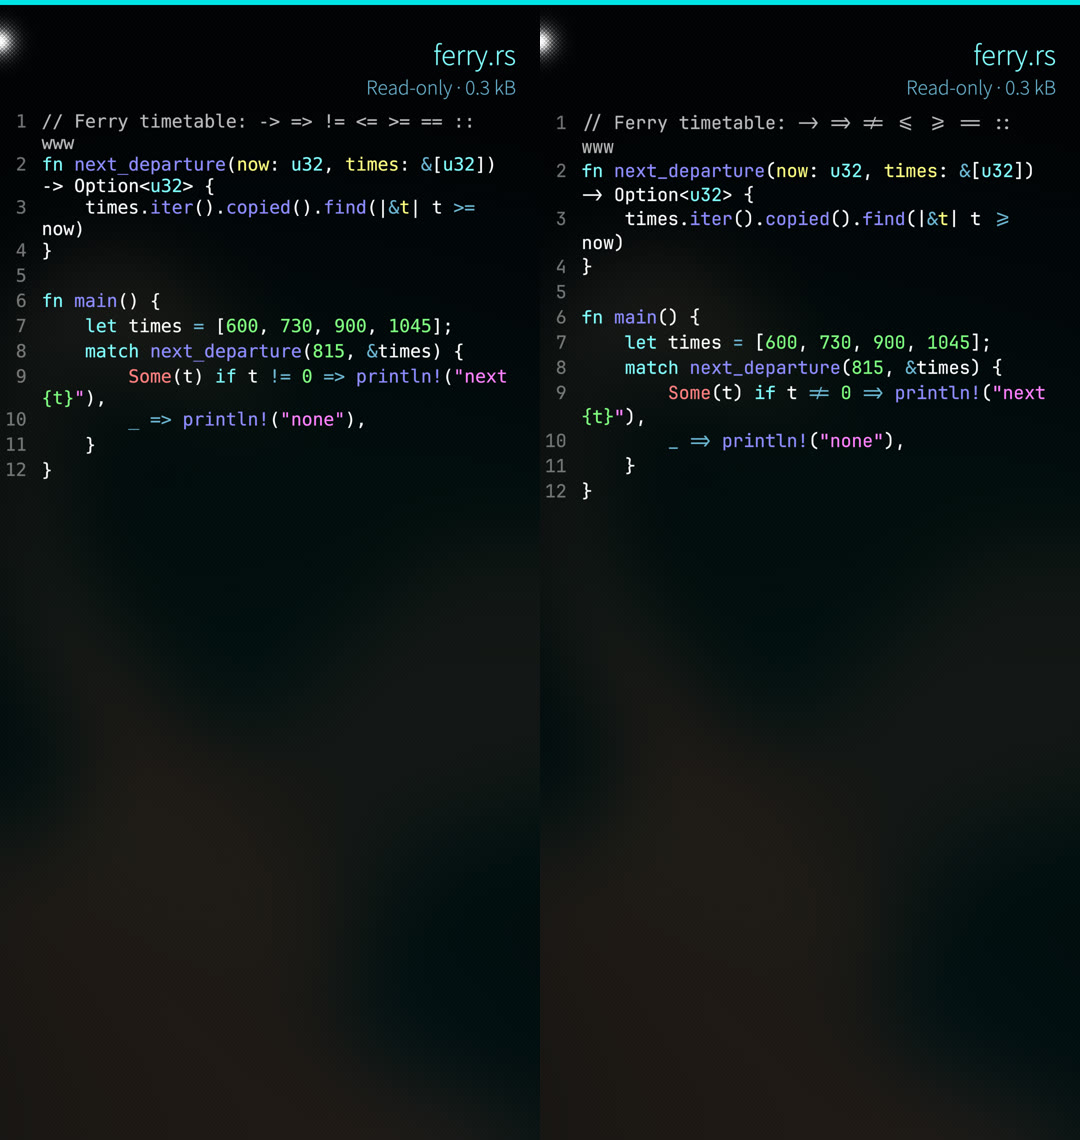 ferry.rs
Read-only · 0.3 kB
1 // Ferry timetable: -> => != <= >= == ::
www
2 fn next_departure(now: u32, times: &[u32])
-> Option<u32> {
3     times.iter().copied().find(|&t| t >=
now)
4 }
5
6 fn main() {
7     let times = [600, 730, 900, 1045];
8     match next_departure(815, &times) {
9         Some(t) if t != 0 => println!("next
{t}"),
10         _ => println!("none"),
11     }
12 }
ferry.rs
Read-only · 0.3 kB
1 // Ferry timetable: -> => != <= >= == ::
www
2 fn next_departure(now: u32, times: &[u32])
-> Option<u32> {
3     times.iter().copied().find(|&t| t >=
now)
4 }
5
6 fn main() {
7     let times = [600, 730, 900, 1045];
8     match next_departure(815, &times) {
9         Some(t) if t != 0 => println!("next
{t}"),
10         _ => println!("none"),
11     }
12 }